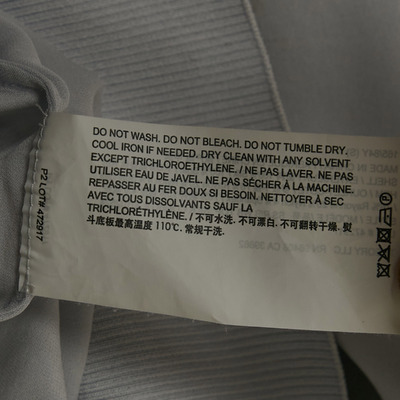 DO NOT WASH. DO NOT BLEACH. DO NOT TUMBLE DRY.
COOL IRON IF NEEDED. DRY CLEAN WITH ANY SOLVENT
EXCEPT TRICHLOROETHYLENE. / NE PAS LAVER. NE PAS
UTILISER EAU DE JAVEL. NE PAS SÉCHER À LA MACHINE.
REPASSER AU FER DOUX SI BESOIN. NETTOYER À SEC
AVEC TOUS DISSOLVANTS SAUF LA
TRICHLORÉTHYLÈNE. / 不可水洗. 不可漂白. 不可翻转干燥. 熨
斗底板最高温度 110℃. 常规干洗.
P2 LOT# 472917